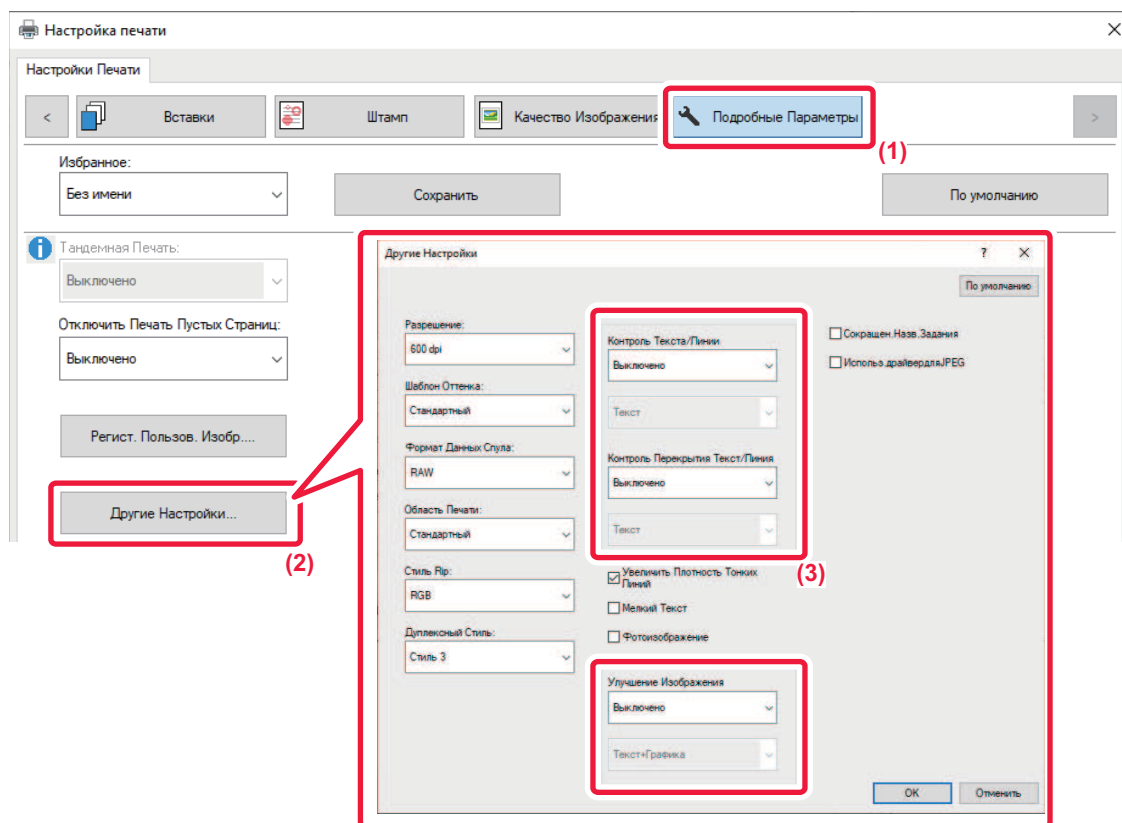 Настройка печати
Настройки Печати
<
Вставки
Штамп
Качество Изображения
Подробные Параметры
>
(1)
Избранное:
Без имени
Сохранить
По умолчанию
Тандемная Печать:
Выключено
Отключить Печать Пустых Страниц:
Выключено
Регист. Пользов. Изобр....
Другие Настройки...
(2)
Другие Настройки
?
По умолчанию
Разрешение:
600 dpi
Шаблон Оттенка:
Стандартный
Формат Данных Спула:
RAW
Область Печати:
Стандартный
Стиль Rip:
RGB
Дуплексный Стиль:
Стиль 3
Контроль Текста/Линии
Выключено
Текст
Контроль Перекрытия Текст/Линия
Выключено
Текст
(3)
Увеличить Плотность Тонких
Линий
Мелкий Текст
Фотоизображение
Улучшение Изображения
Выключено
Текст+Графика
Сокращен.Назв.Задания
Использ.драйвердляJPEG
OK
Отменить